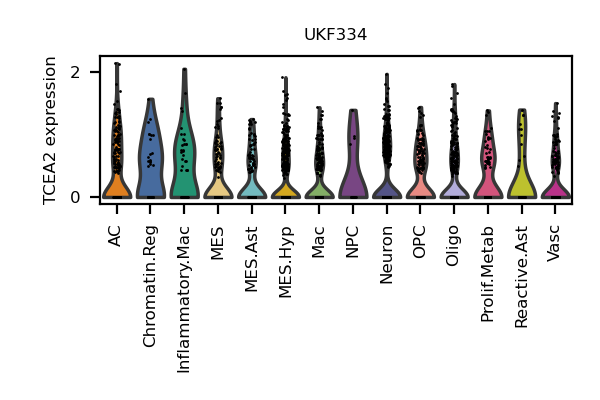 UKF334
TCEA2 expression
2
0
AC
Chromatin.Reg
Inflammatory.Mac
MES
MES.Ast
MES.Hyp
Mac
NPC
Neuron
OPC
Oligo
Prolif.Metab
Reactive.Ast
Vasc